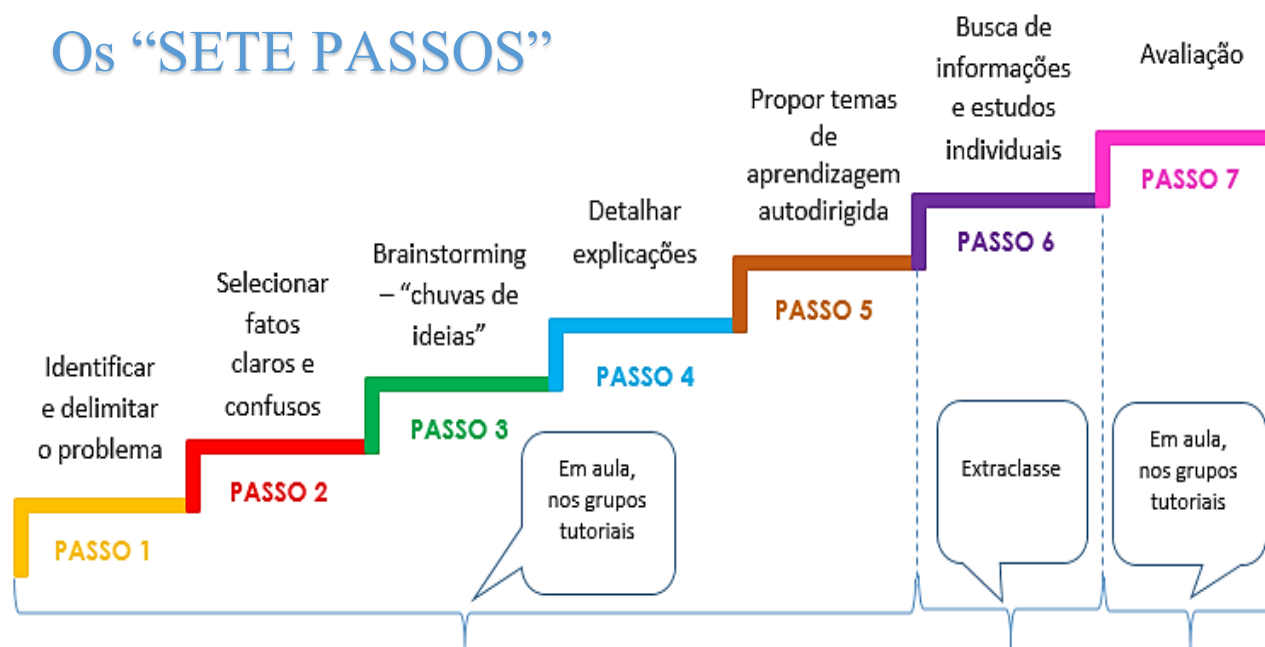 Os “SETE PASSOS”
Identificar
e delimitar
o problema
PASSO 1
Selecionar
fatos
claros e
confusos
PASSO 2
Brainstorming
– “chuvas de
ideias”
PASSO 3
Detalhar
explicações
PASSO 4
Propor temas
de
aprendizagem
autodirigida
PASSO 5
Busca de
informações
e estudos
individuais
PASSO 6
Avaliação
PASSO 7
Em aula,
nos grupos
tutoriais
Extraclasse
Em aula,
nos grupos
tutoriais